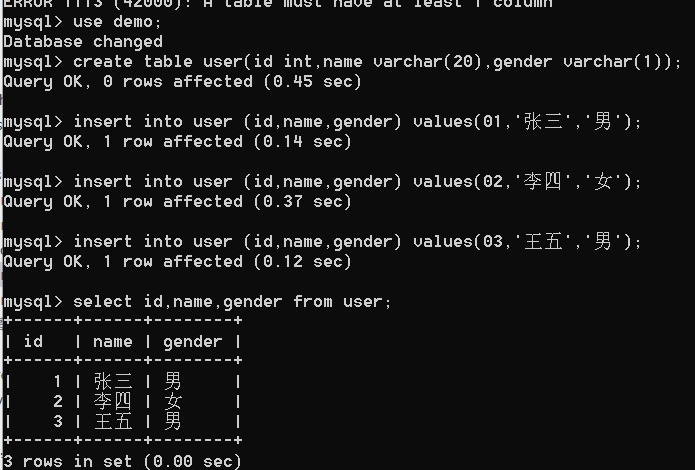 ERROR 1113 (42000): A table must have at least 1 column
mysql> use demo;
Database changed
mysql> create table user(id int,name varchar(20),gender varchar(1));
Query OK, 0 rows affected (0.45 sec)
mysql> insert into user (id,name,gender) values(01,'张三','男');
Query OK, 1 row affected (0.14 sec)
mysql> insert into user (id,name,gender) values(02,'李四','女');
Query OK, 1 row affected (0.37 sec)
mysql> insert into user (id,name,gender) values(03,'王五','男');
Query OK, 1 row affected (0.12 sec)
mysql> select id,name,gender from user;
+------+------+--------+
| id   | name | gender |
+------+------+--------+
|    1 | 张三 | 男     |
|    2 | 李四 | 女     |
|    3 | 王五 | 男     |
+------+------+--------+
3 rows in set (0.00 sec)